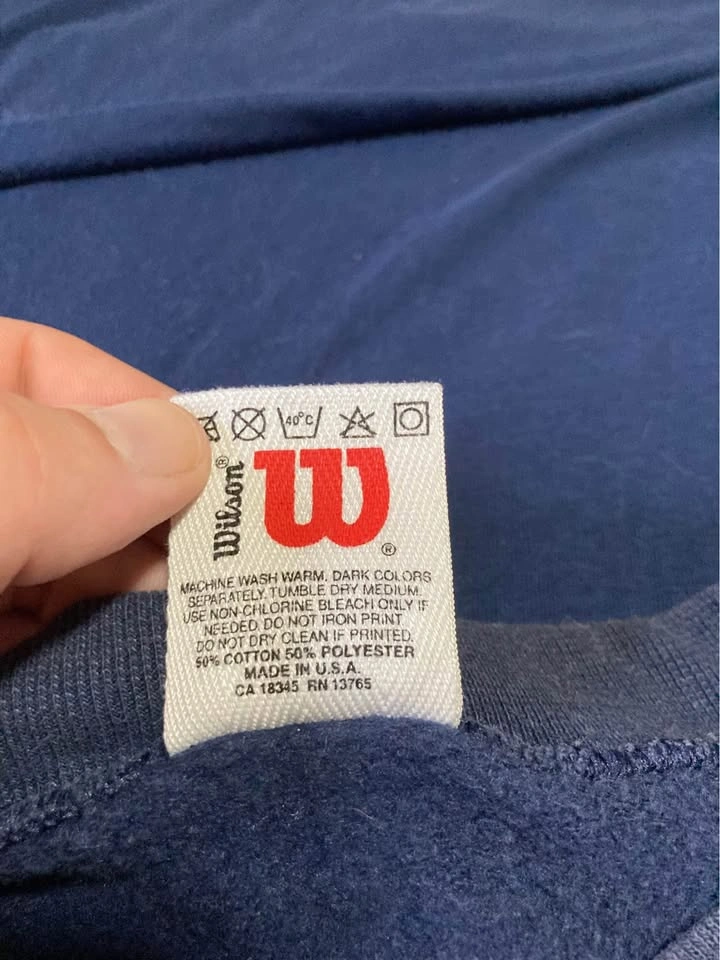 40°C
Wilson®
W®
MACHINE WASH WARM. DARK COLORS
SEPARATELY. TUMBLE DRY MEDIUM.
USE NON-CHLORINE BLEACH ONLY IF
NEEDED. DO NOT IRON PRINT.
DO NOT DRY CLEAN IF PRINTED.
50% COTTON 50% POLYESTER
MADE IN U.S.A.
CA 18345 RN 13765